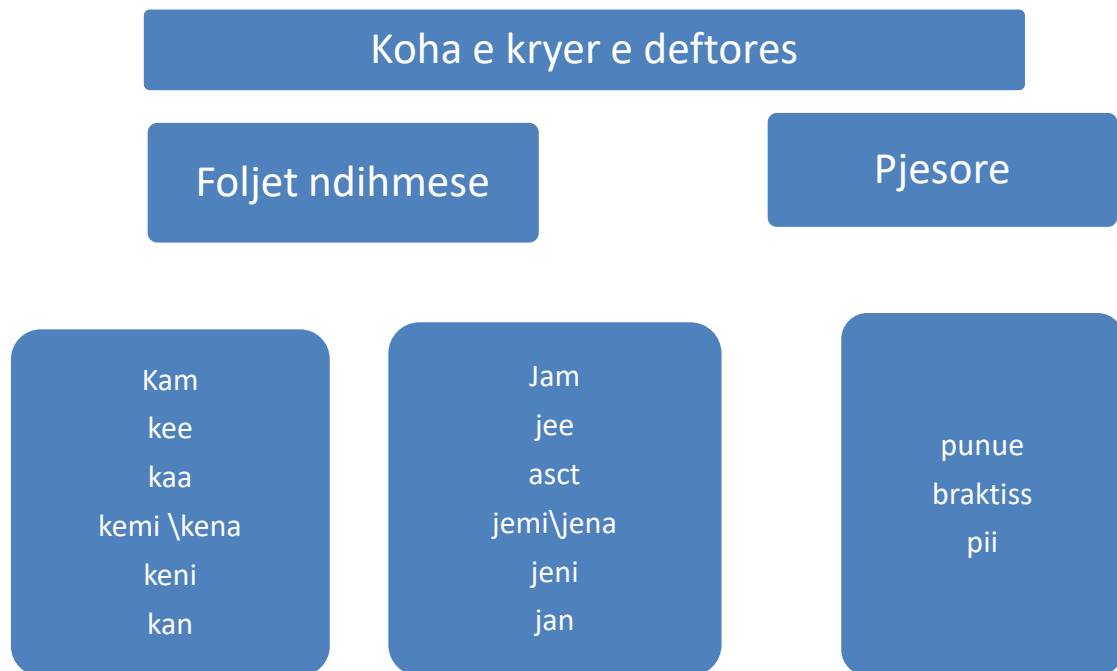 Koha e kryer e deftores
Foljet ndihmese
Pjesore
Kam
kee
kaa
kemi \kena
keni
kan
Jam
jee
asct
jemi\jena
jeni
jan
punue
braktiss
pii